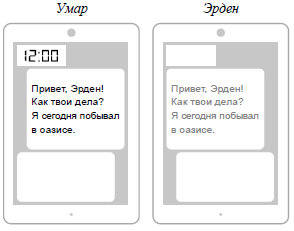 Умар
Эрден
12:00
Привет, Эрден!
Как твои дела?
Я сегодня побывал
в оазисе.
Привет, Эрден!
Как твои дела?
Я сегодня побывал
в оазисе.